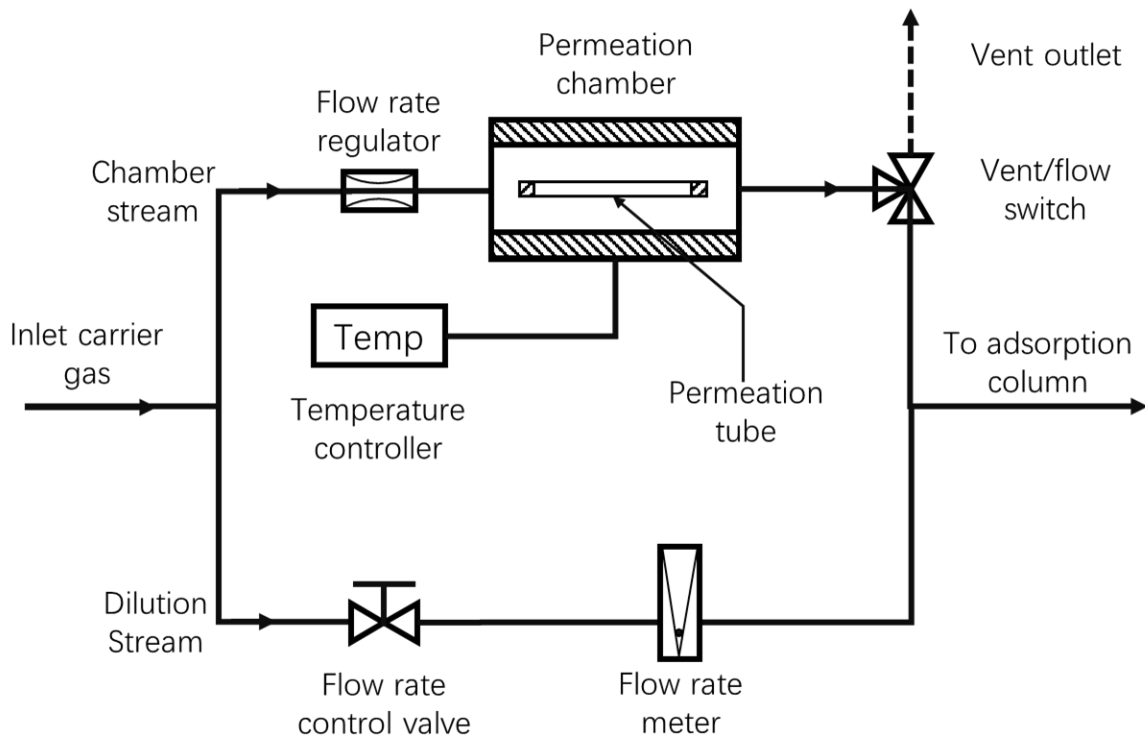 Permeation
chamber
Vent outlet
Flow rate
regulator
Chamber
stream
Vent/flow
switch
Temp
Inlet carrier
gas
To adsorption
column
Temperature
controller
Permeation
tube
Dilution
Stream
Flow rate
control valve
Flow rate
meter